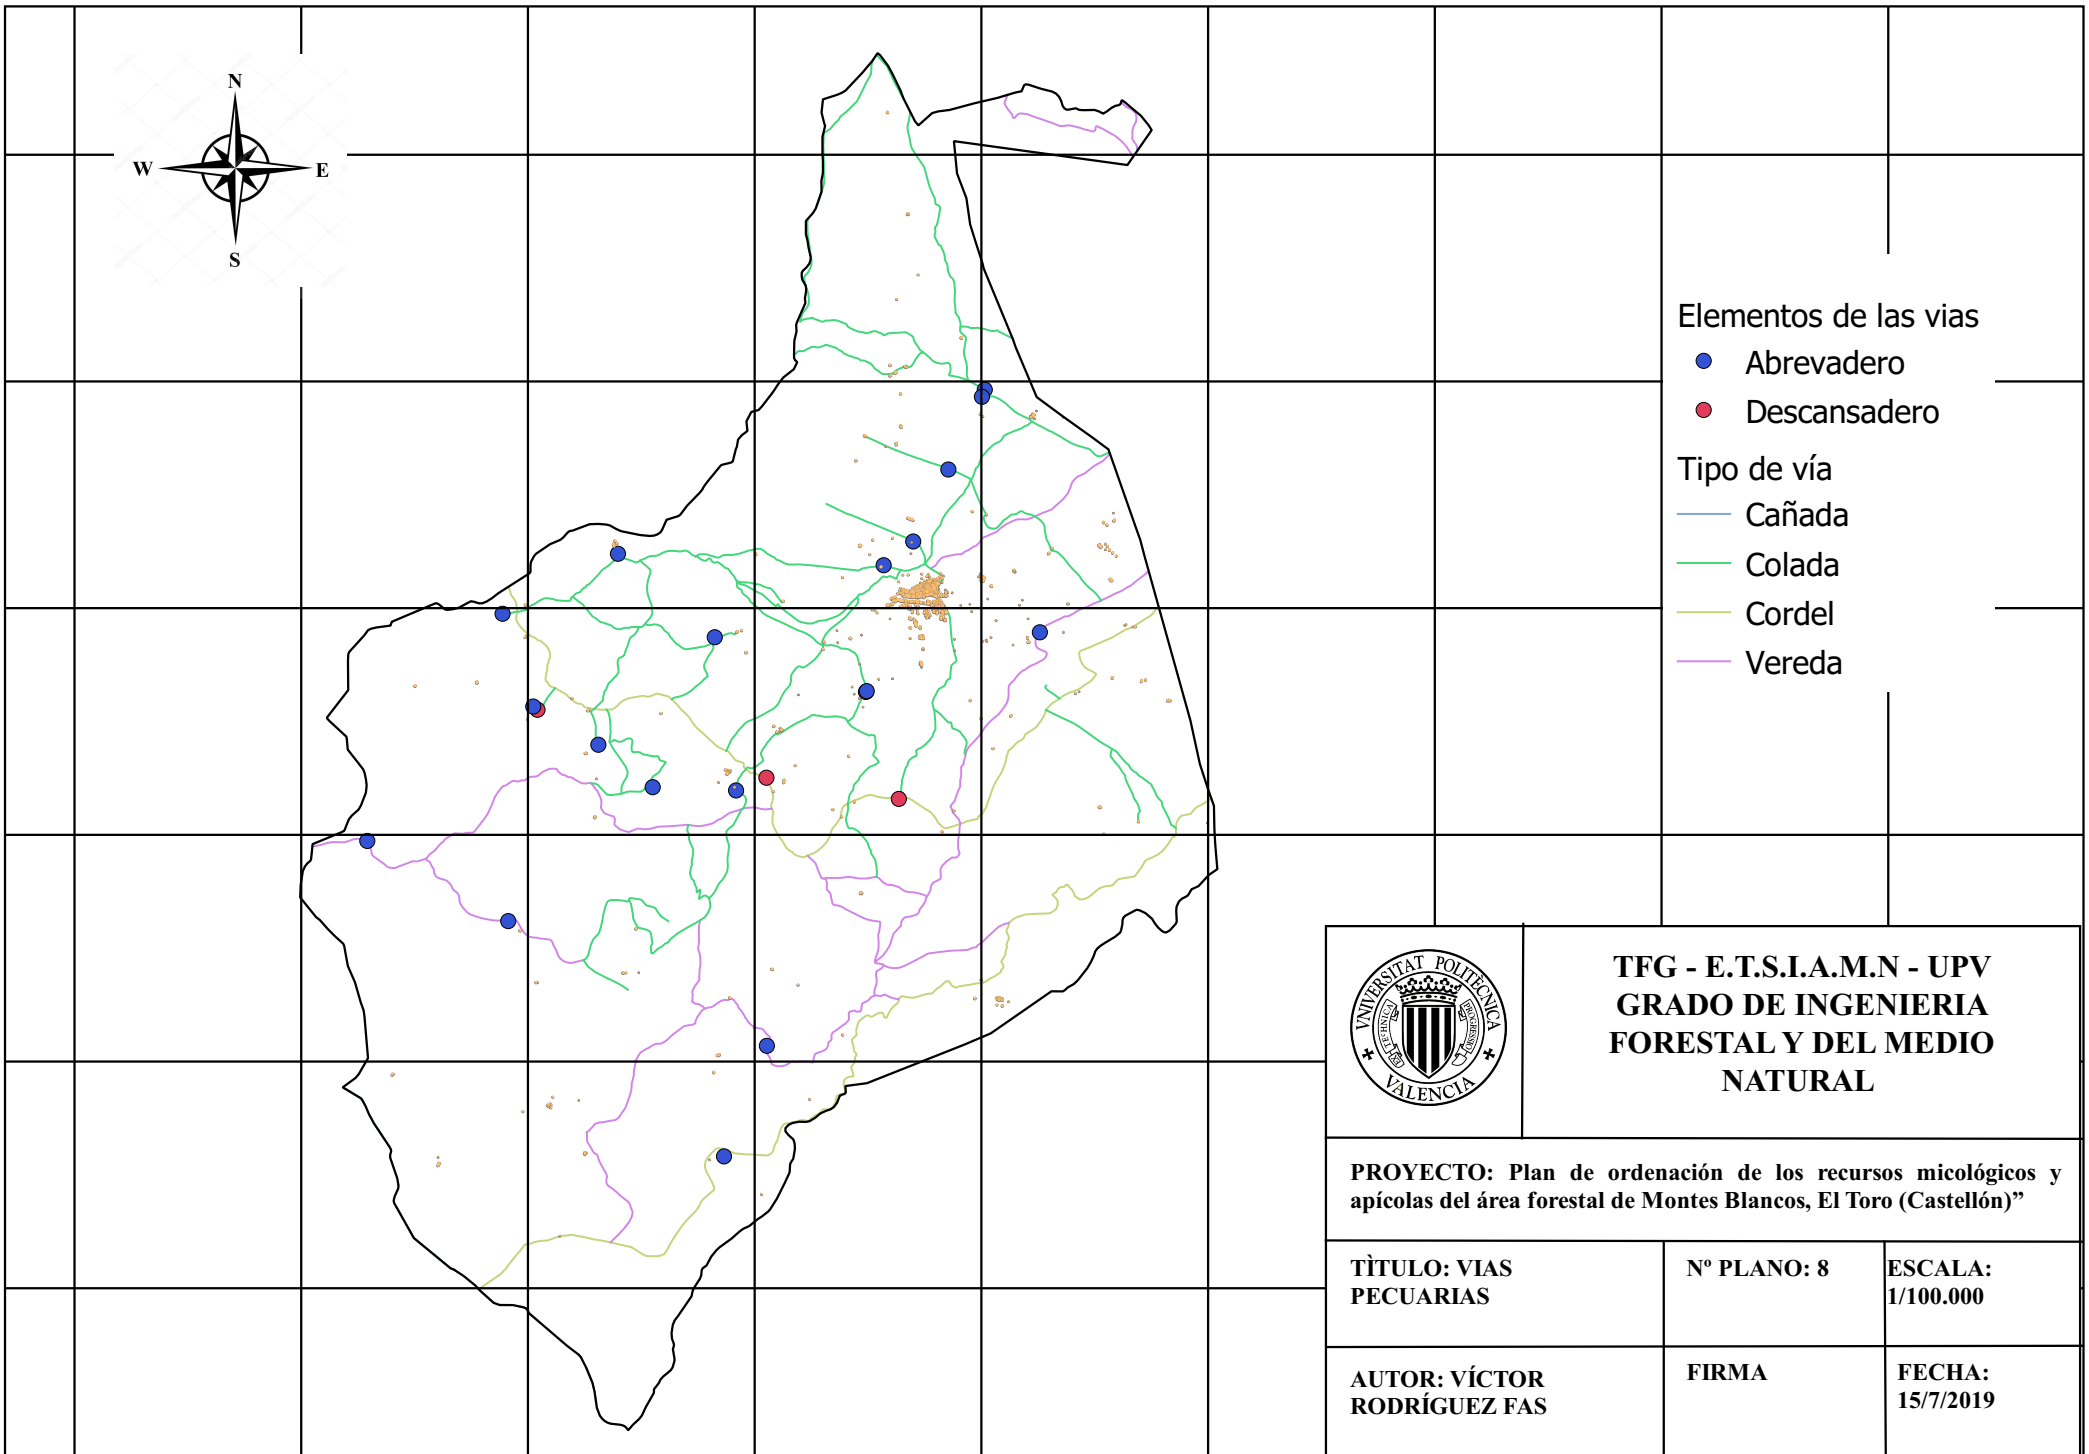 N
W
E
S
Elementos de las vias
Abrevadero
Descansadero
Tipo de vía
Cañada
Colada
Cordel
Vereda
VNIVERSITAT POLITÈCNICA
VALENCIA
TFG - E.T.S.I.A.M.N - UPV
GRADO DE INGENIERIA
FORESTAL Y DEL MEDIO
NATURAL
PROYECTO: Plan de ordenación de los recursos micológicos y
apícolas del área forestal de Montes Blancos, El Toro (Castellón)”
TÌTULO: VIAS
PECUARIAS
Nº PLANO: 8
ESCALA:
1/100.000
AUTOR: VÍCTOR
RODRÍGUEZ FAS
FIRMA
FECHA:
15/7/2019